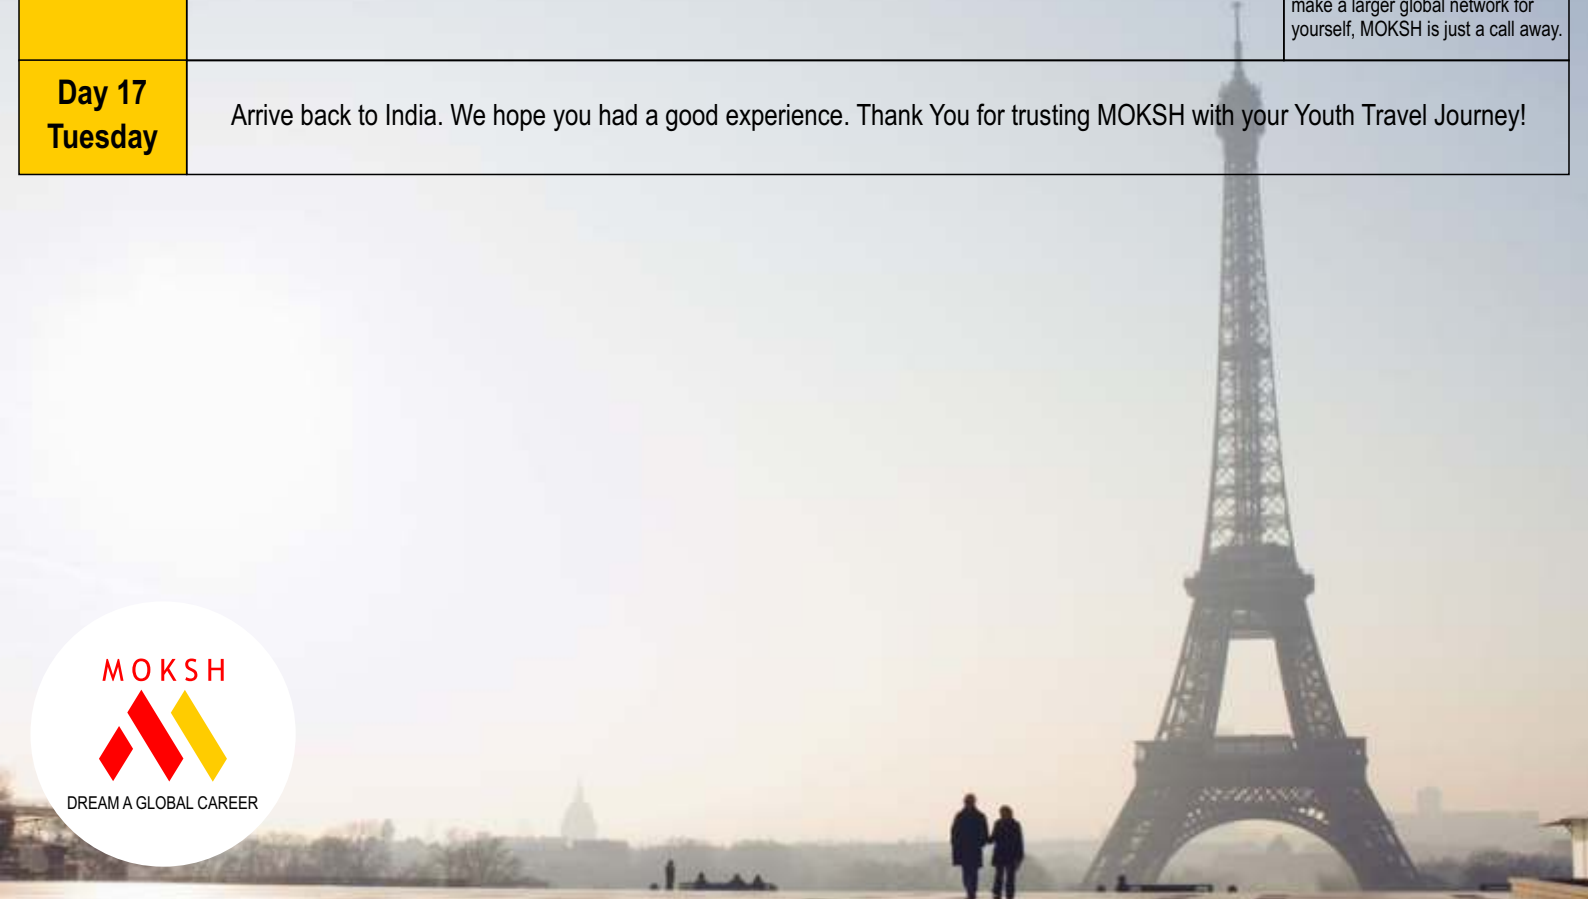 make a larger global network for
yourself, MOKSH is just a call away.
Day 17
Tuesday
Arrive back to India. We hope you had a good experience. Thank You for trusting MOKSH with your Youth Travel Journey!
MOKSH
DREAM A GLOBAL CAREER